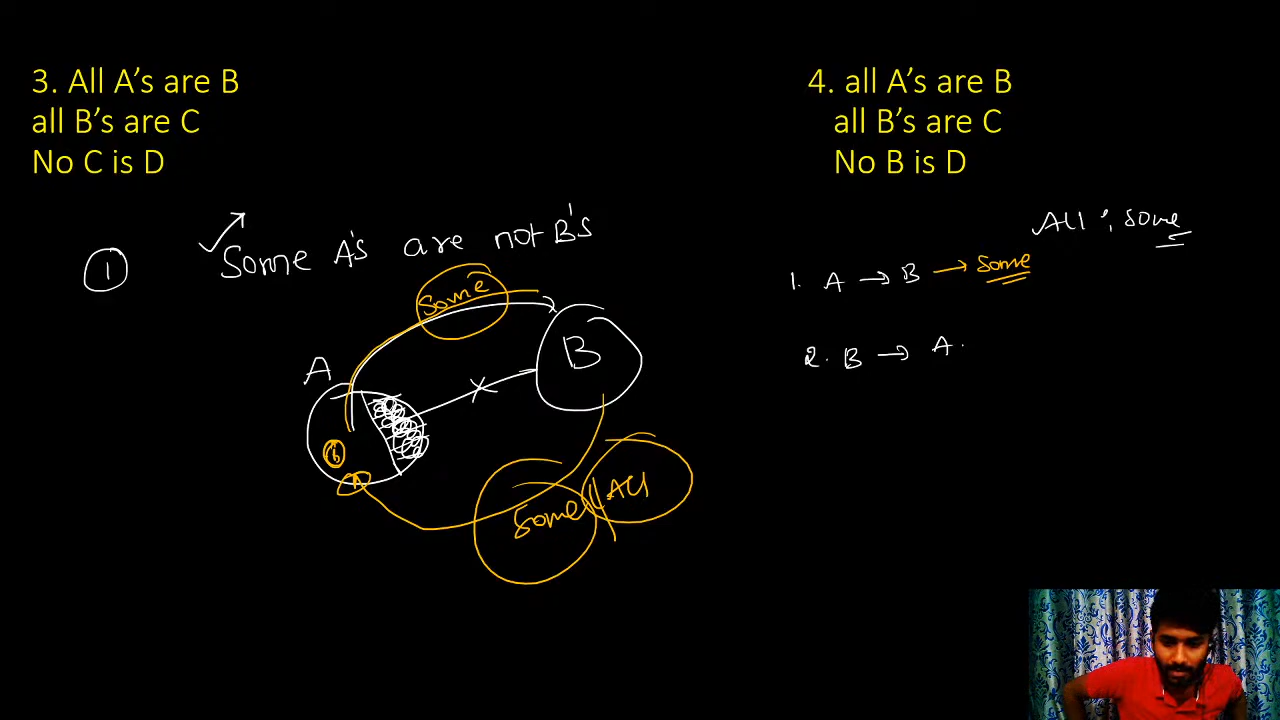 3. All A’s are B
all B’s are C
No C is D
4. all A’s are B
all B’s are C
No B is D
1 Some A's are not B's
All ; Some
1. A → B → Some
2. B → A.
Some
A
B
b
Some || All